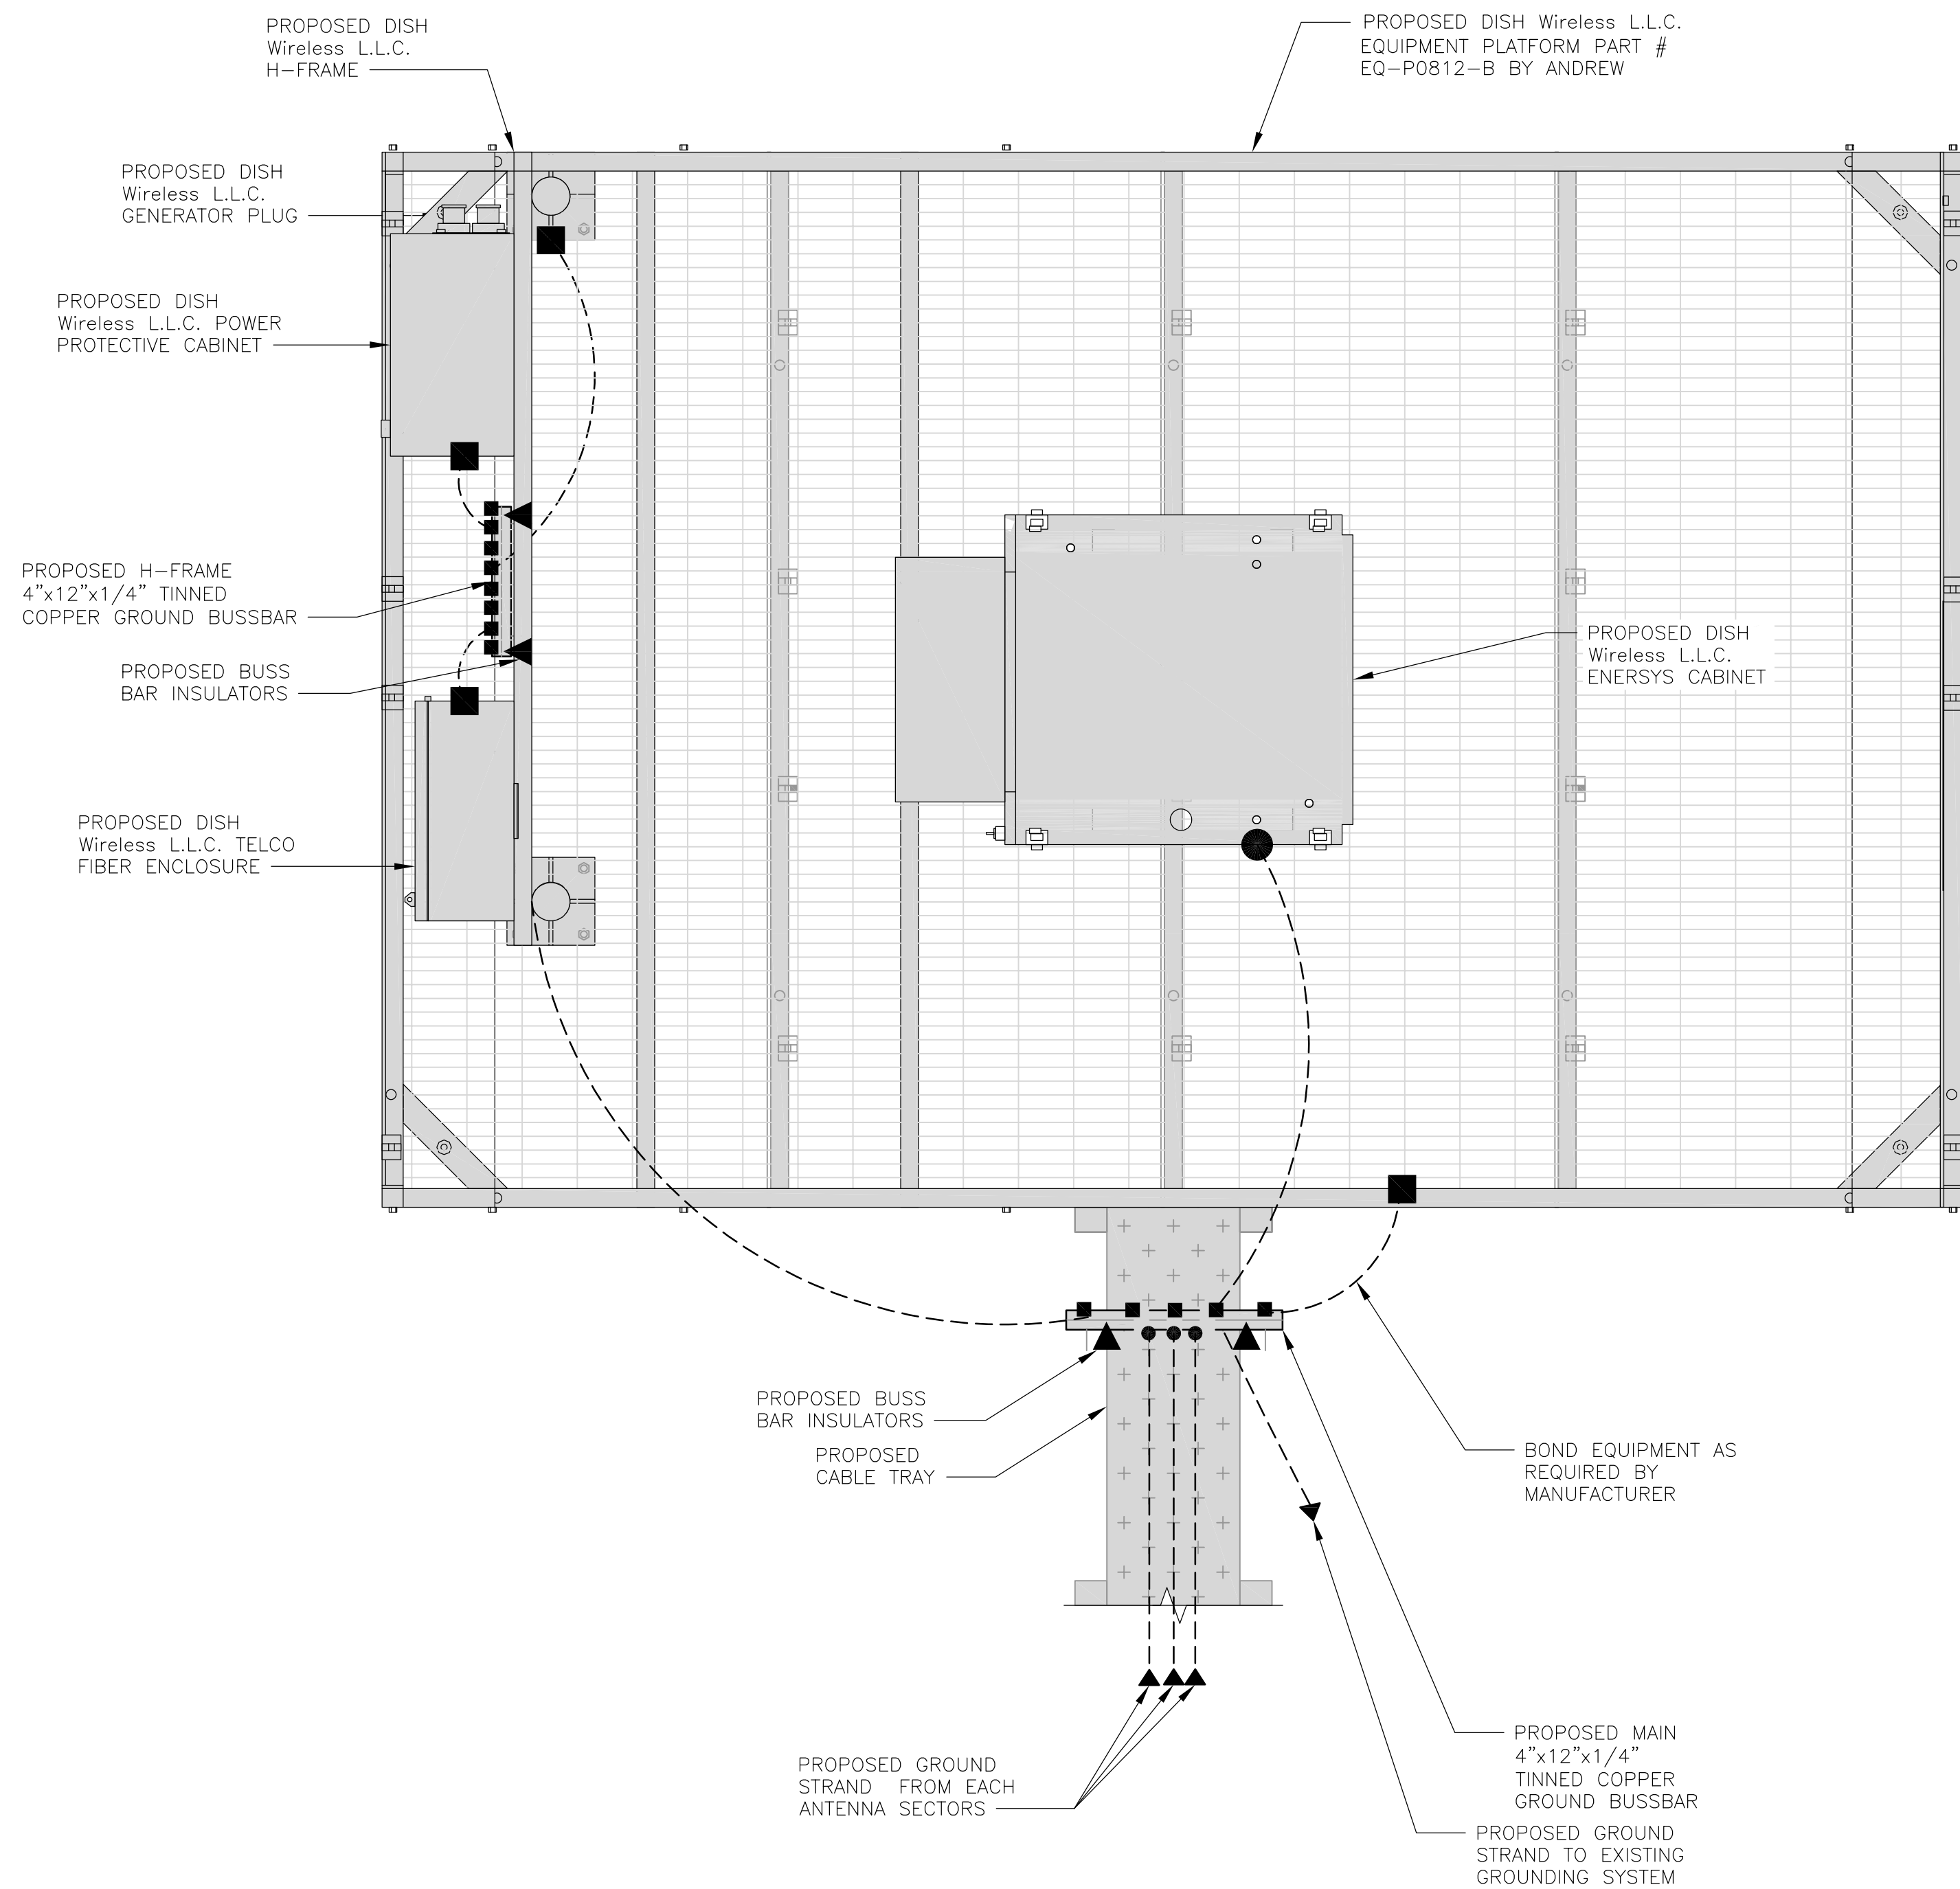 PROPOSED DISH
Wireless L.L.C.
H-FRAME
PROPOSED DISH Wireless L.L.C.
EQUIPMENT PLATFORM PART #
EQ-P0812-B BY ANDREW
PROPOSED DISH
Wireless L.L.C.
GENERATOR PLUG
PROPOSED DISH
Wireless L.L.C. POWER
PROTECTIVE CABINET
PROPOSED H-FRAME
4"x12"x1/4" TINNED
COPPER GROUND BUSSBAR
PROPOSED BUSS
BAR INSULATORS
PROPOSED DISH
Wireless L.L.C.
ENERSYS CABINET
PROPOSED DISH
Wireless L.L.C. TELCO
FIBER ENCLOSURE
PROPOSED BUSS
BAR INSULATORS
PROPOSED
CABLE TRAY
BOND EQUIPMENT AS
REQUIRED BY
MANUFACTURER
PROPOSED GROUND
STRAND FROM EACH
ANTENNA SECTORS
PROPOSED MAIN
4"x12"x1/4"
TINNED COPPER
GROUND BUSSBAR
PROPOSED GROUND
STRAND TO EXISTING
GROUNDING SYSTEM